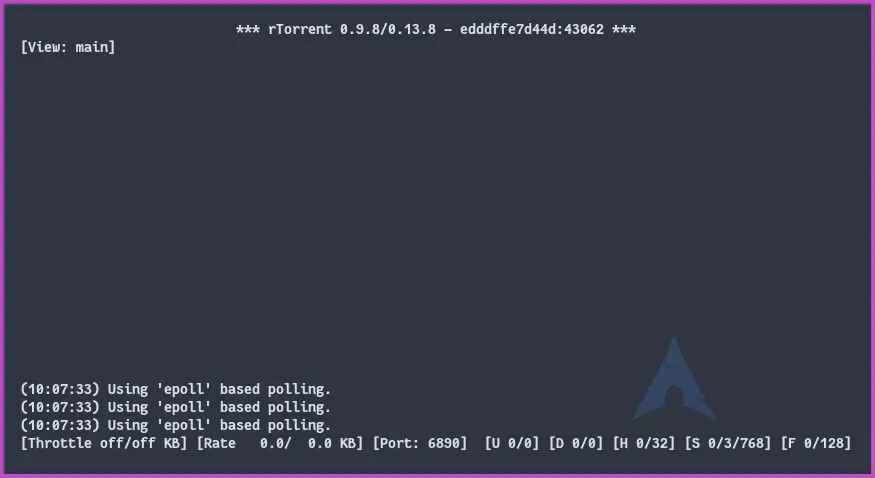 *** rTorrent 0.9.8/0.13.8 - edddffe7d44d:43062 ***
[View: main]
(10:07:33) Using 'epoll' based polling.
(10:07:33) Using 'epoll' based polling.
(10:07:33) Using 'epoll' based polling.
[Throttle off/off KB] [Rate   0.0/  0.0 KB] [Port: 6890]  [U 0/0] [D 0/0] [H 0/32] [S 0/3/768] [F 0/128]